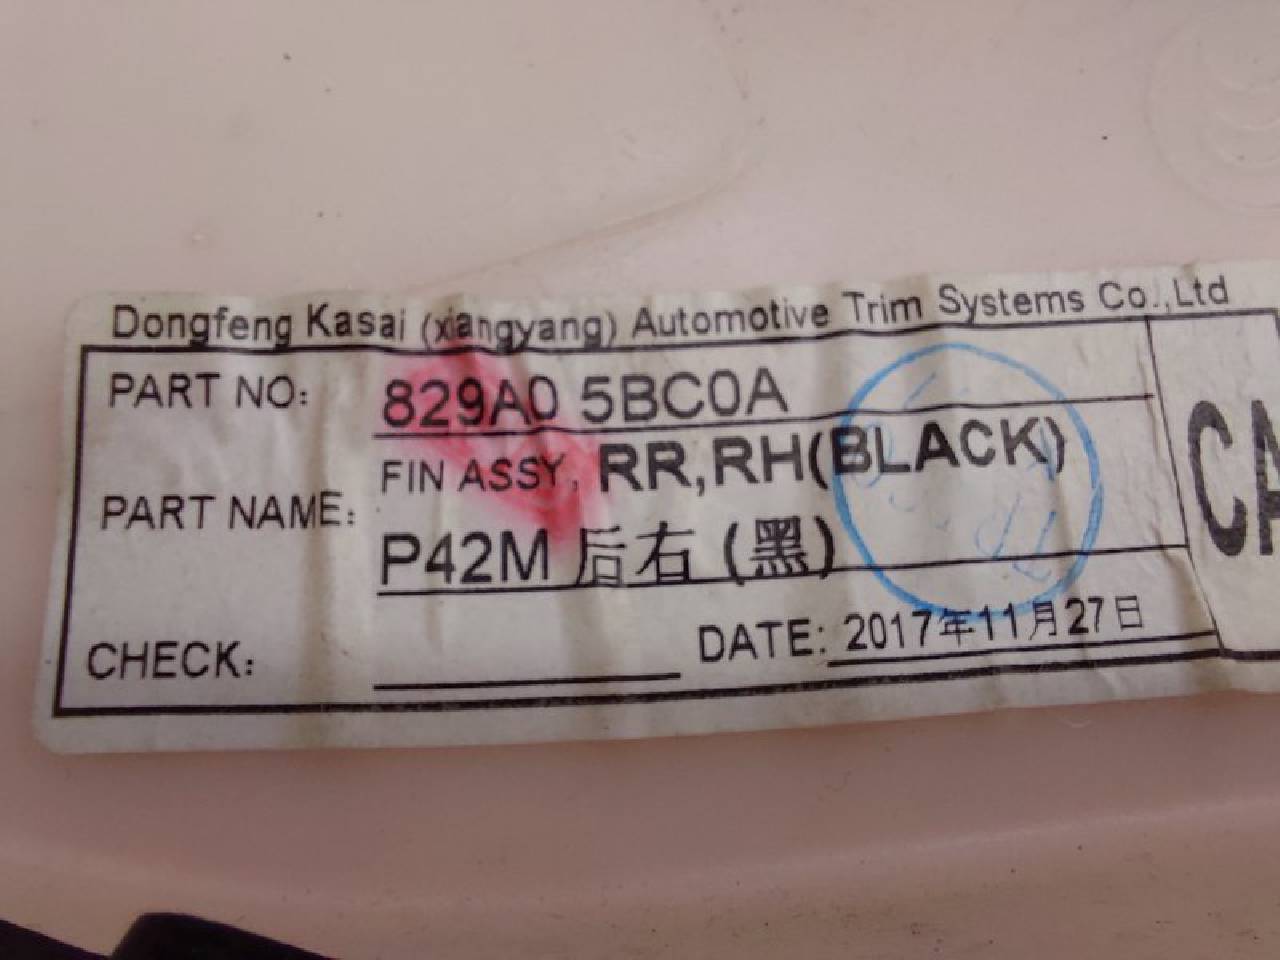 Dongfeng Kasai (xiangyang) Automotive Trim Systems Co.,Ltd
PART NO: 829A0 5BC0A
PART NAME: FIN ASSY, RR,RH(BLACK)
P42M 后右 (黑)
CA
CHECK:
DATE: 2017年11月27日